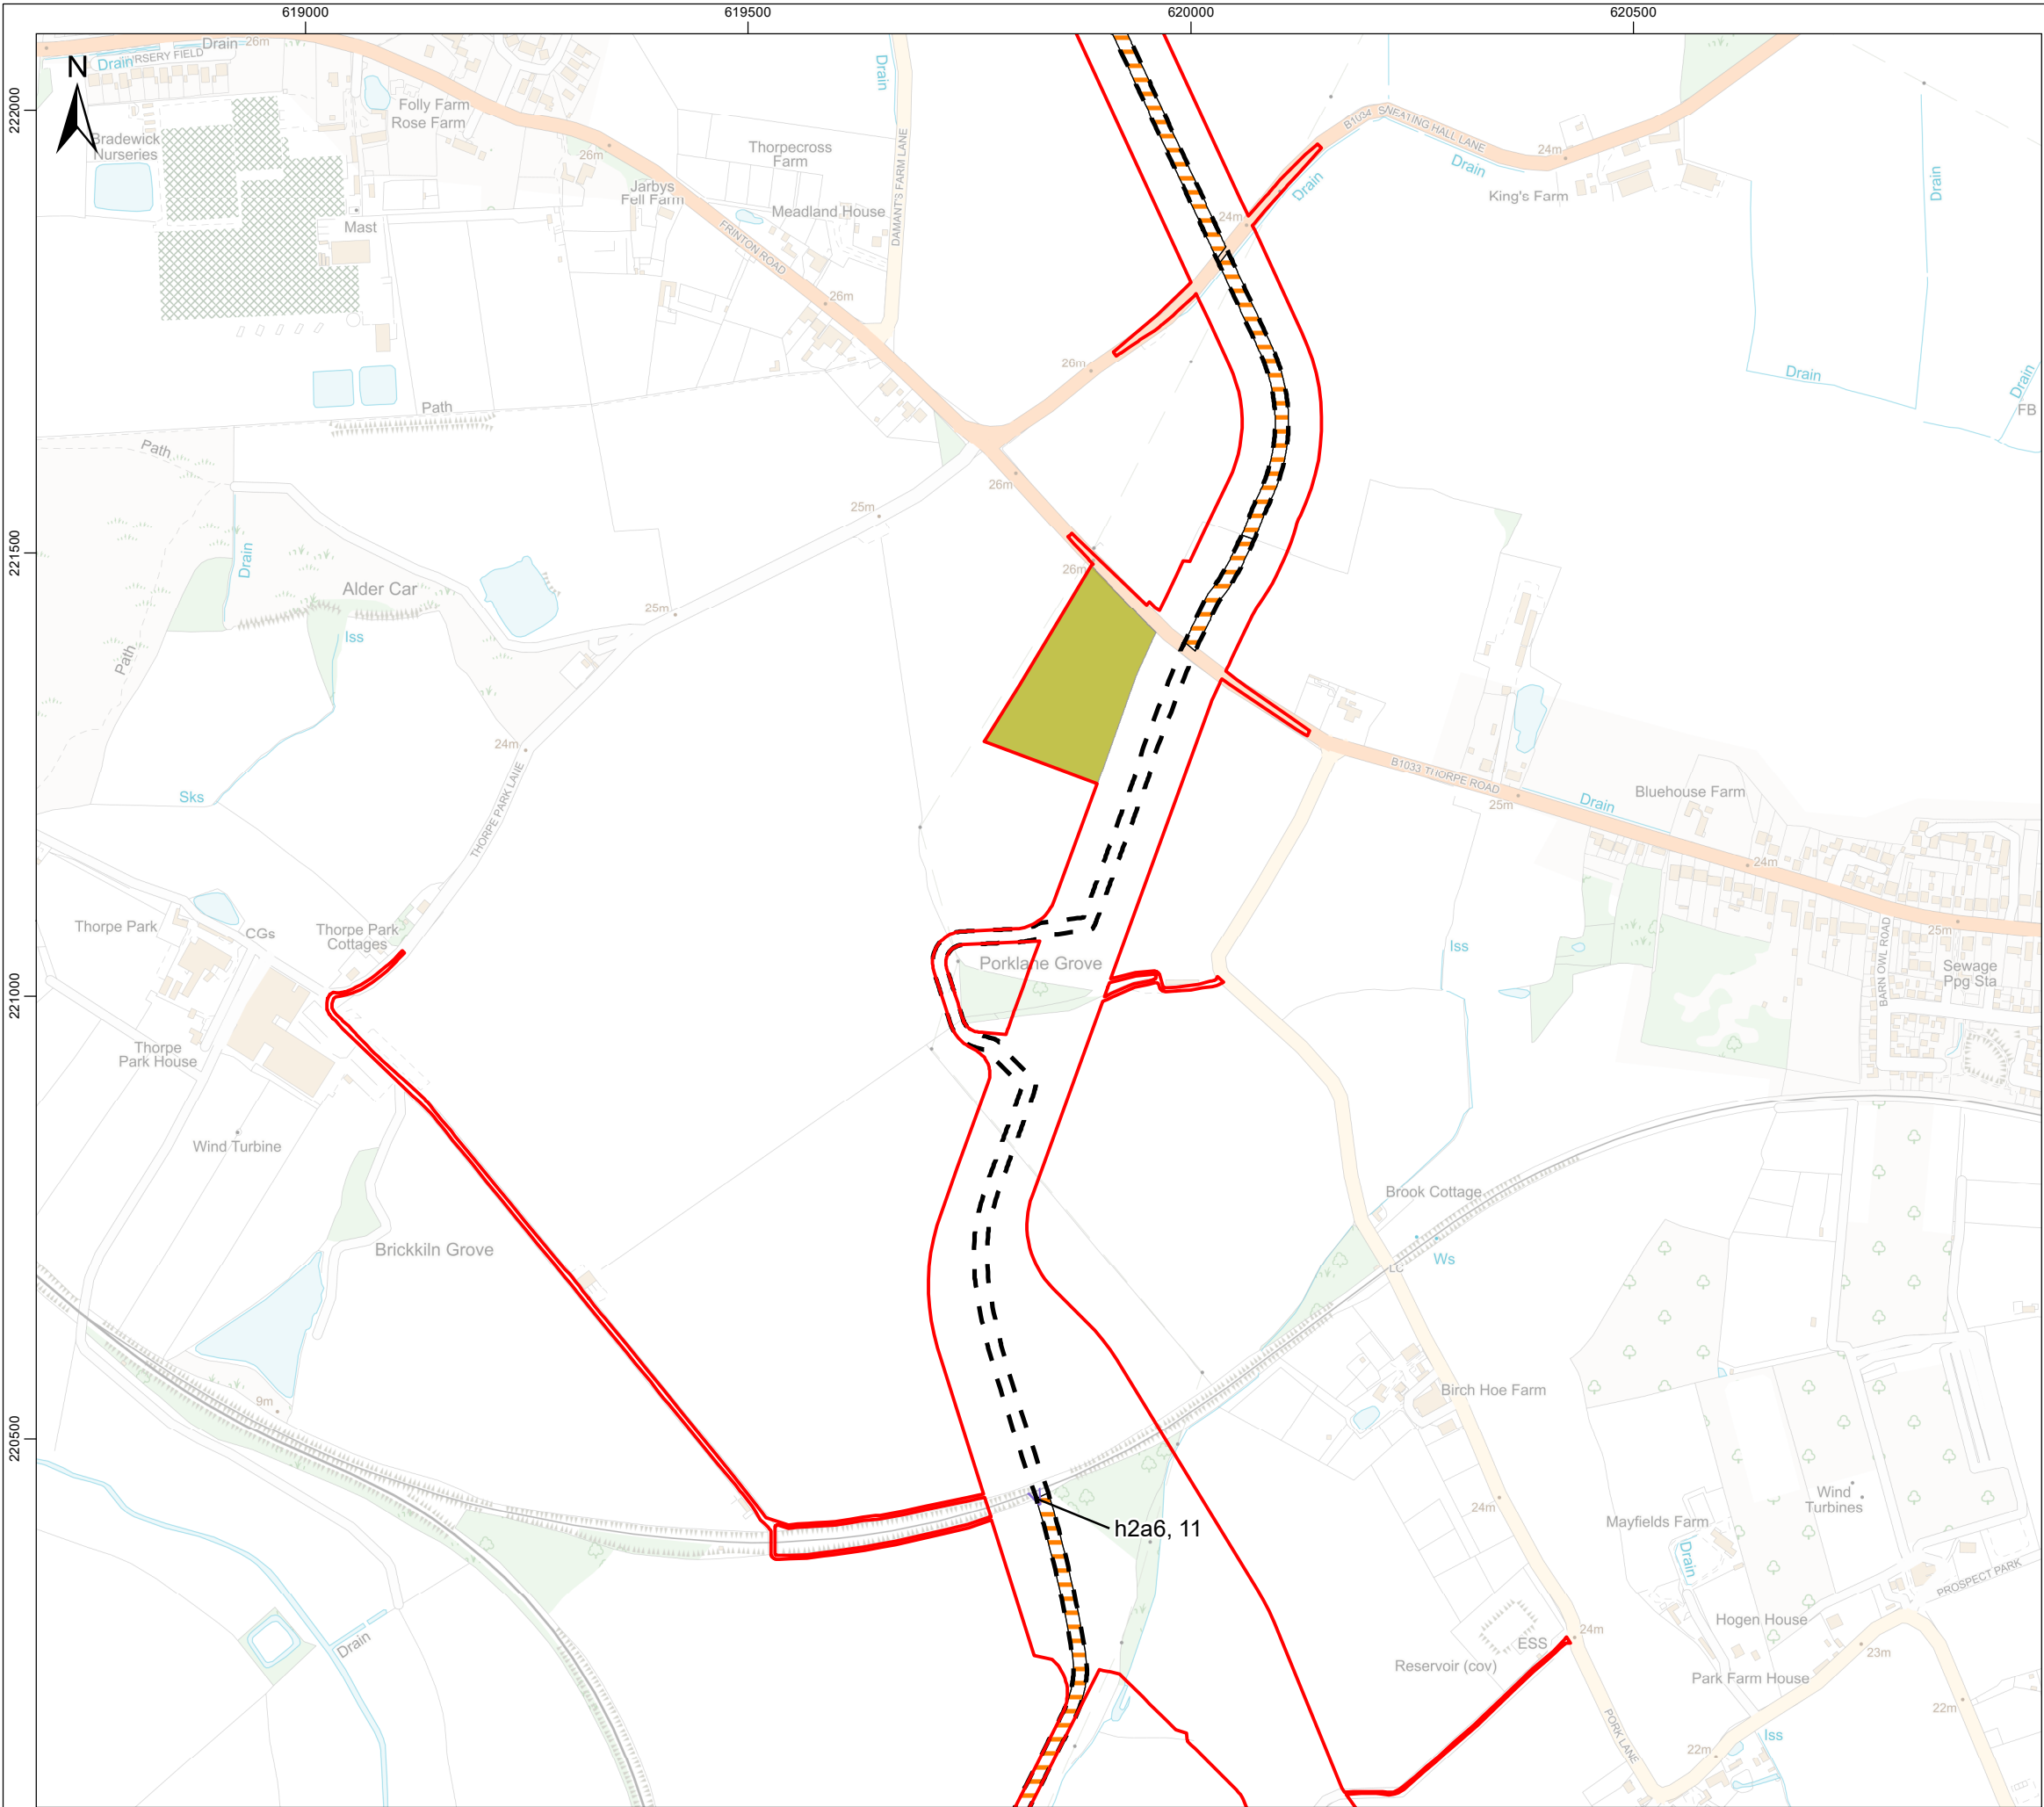 619000
619500
620000
620500
222000
221500
221000
220500
N
Drain
26m
Drain
RSERY FIELD
Folly Farm
Rose Farm
Bradewick
Nurseries
Mast
26m
Jarbys
Fell Farm
Thorpecross
Farm
Meadland House
Drain
DAMANT'S FARM LANE
FRINTON ROAD
26m
B1034 SNEATING HALL LANE
24m
Drain
Drain
24m
King's Farm
Drain
Drain
Drain
FB
26m
Path
Path
Path
Drain
Alder Car
Iss
25m
25m
26m
26m
Sks
24m
THORPE PARK LANE
B1033 THORPE ROAD
25m
Drain
Bluehouse Farm
24m
25m
BARN OWL ROAD
Sewage
Ppg Sta
Iss
Thorpe Park
CGs
Thorpe Park
Cottages
Porklane Grove
Thorpe
Park House
Wind Turbine
Brickkiln Grove
Brook Cottage
Ws
LC
9m
Birch Hoe Farm
h2a6, 11
24m
Wind
Turbines
Mayfields Farm
Drain
PROSPECT PARK
Hogen House
ESS
24m
23m
Reservoir (cov)
Park Farm House
22m
PORK LANE
22m
Iss
Drain